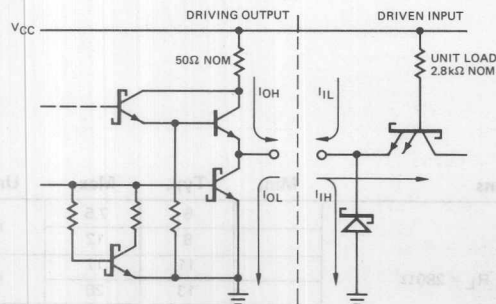 DRIVING OUTPUT
DRIVEN INPUT
VCC
50Ω NOM
UNIT LOAD
2.8kΩ NOM
IOH
IIL
IOL
IIH